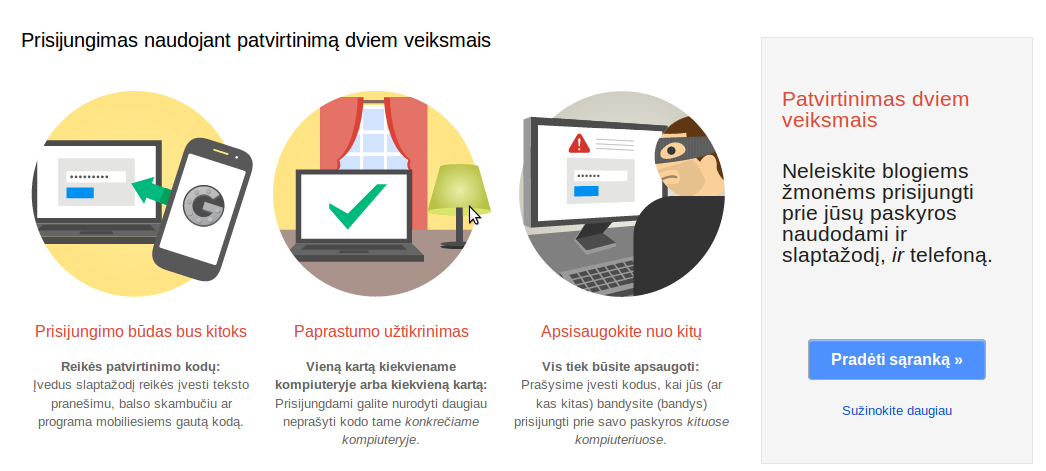 Prisijungimas naudojant patvirtinimą dviem veiksmais
Prisijungimo būdas bus kitoks
Reikės patvirtinimo kodų:
Įvedus slaptažodį reikės įvesti teksto
pranešimu, balso skambučiu ar
programa mobiliesiems gautą kodą.
Paprastumo užtikrinimas
Vieną kartą kiekviename
kompiuteryje arba kiekvieną kartą:
Prisijungdami galite nurodyti daugiau
neprašyti kodo tame konkrečiame
kompiuteryje.
Apsisaugokite nuo kitų
Vis tiek būsite apsaugoti:
Prašysime įvesti kodus, kai jūs (ar
kas kitas) bandysite (bandys)
prisijungti prie savo paskyros kituose
kompiuteriuose.
Patvirtinimas dviem
veiksmais
Neleiskite blogiems
žmonėms prisijungti
prie jūsų paskyros
naudodami ir
slaptažodį, ir telefoną.
Pradėti sąranką »
Sužinokite daugiau